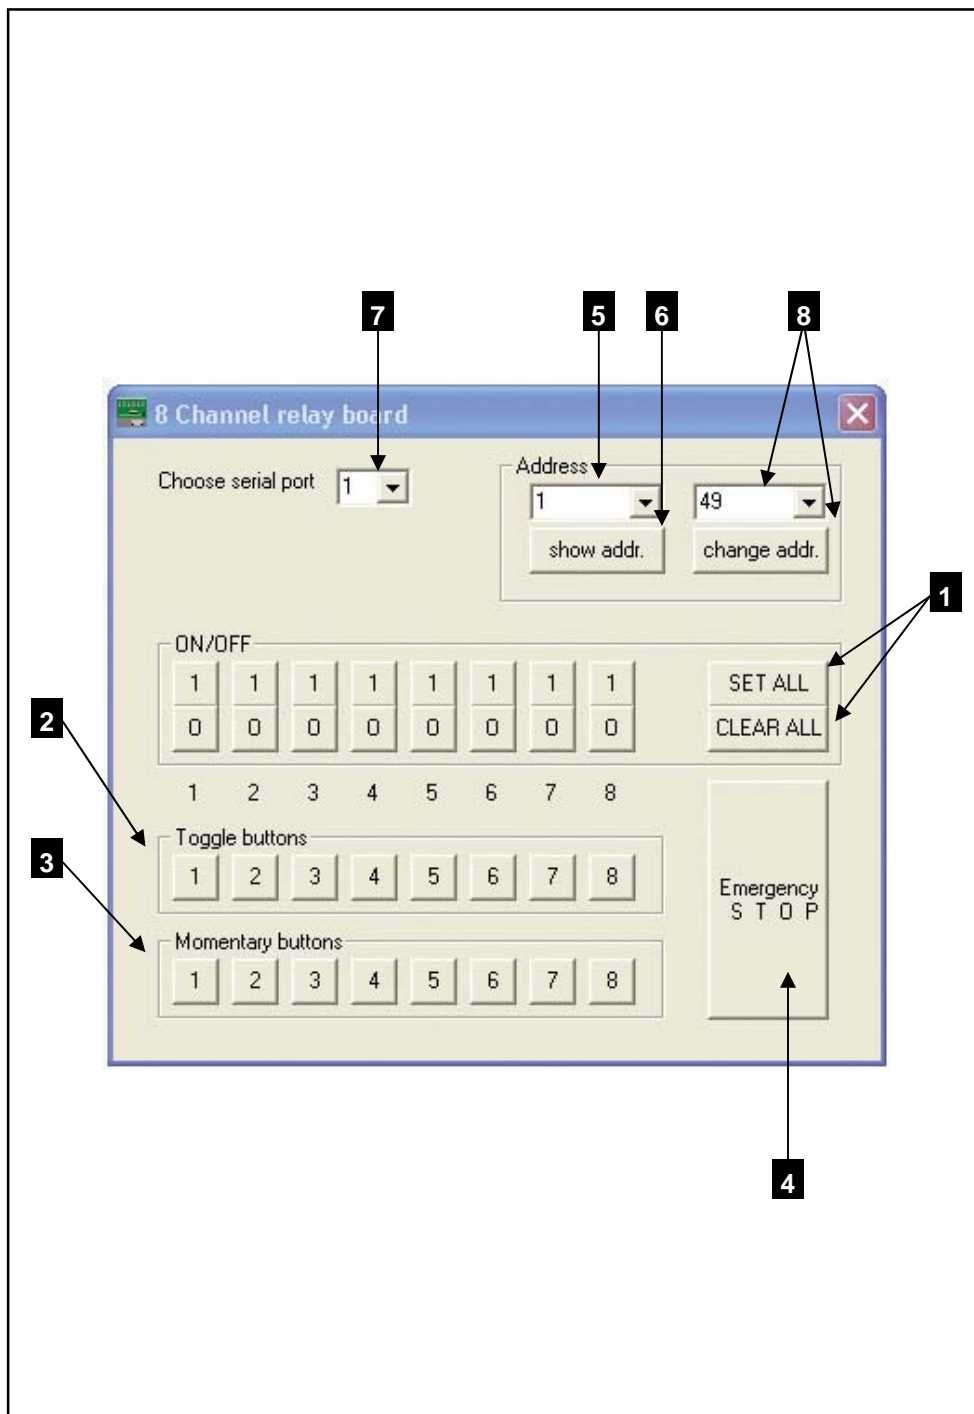 7 5 6 8
8 Channel relay board
Choose serial port 1
Address
1 49
show addr. change addr.
1
ON/OFF
1 1 1 1 1 1 1 1 SET ALL
2
0 0 0 0 0 0 0 0 CLEAR ALL
1 2 3 4 5 6 7 8
Toggle buttons
3
1 2 3 4 5 6 7 8
Emergency
S T O P
Momentary buttons
1 2 3 4 5 6 7 8
4